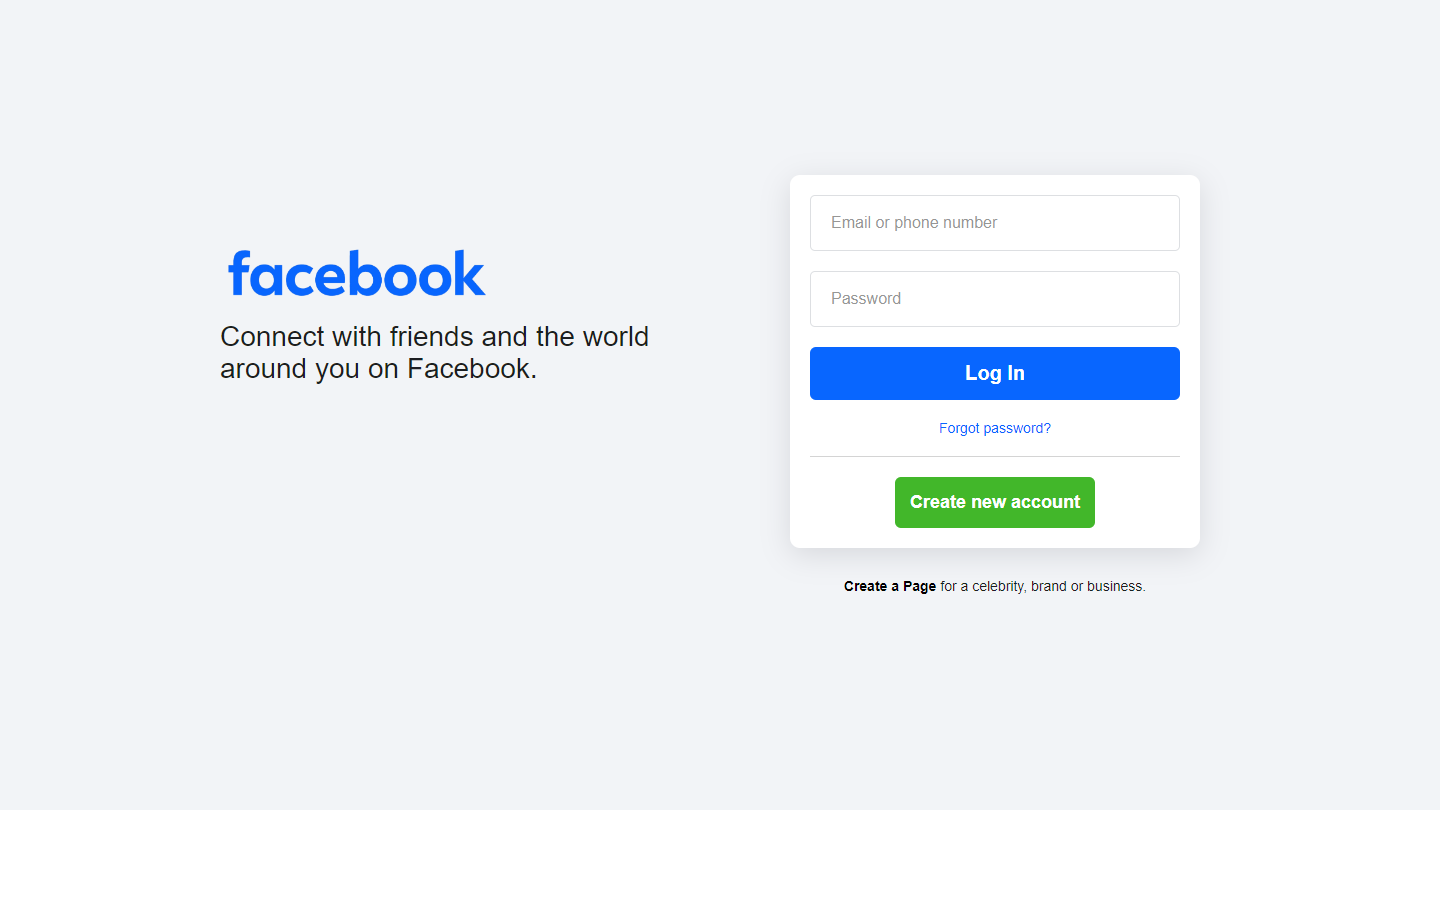 facebook
Connect with friends and the world
around you on Facebook.
Email or phone number
Password
Log In
Forgot password?
Create new account
Create a Page for a celebrity, brand or business.